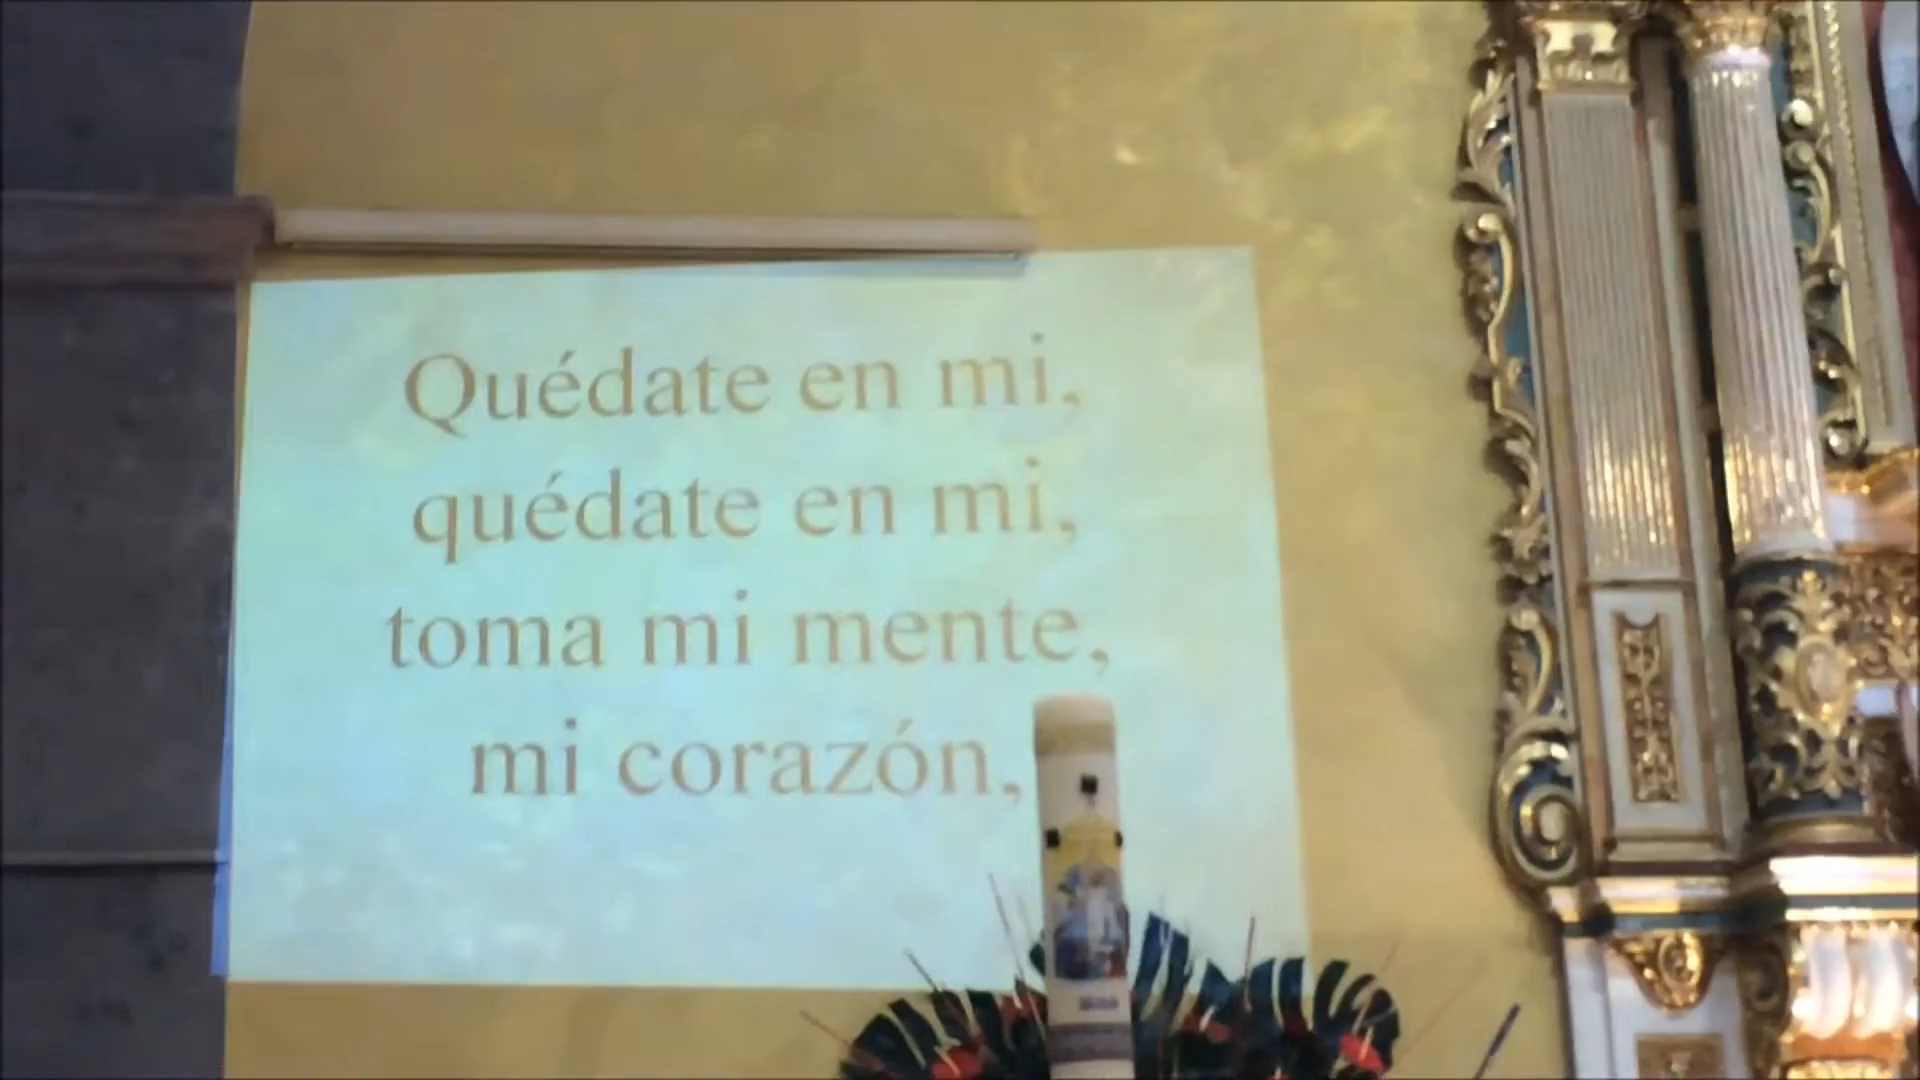 Quédate en mi,
quédate en mi,
toma mi mente,
mi corazón,